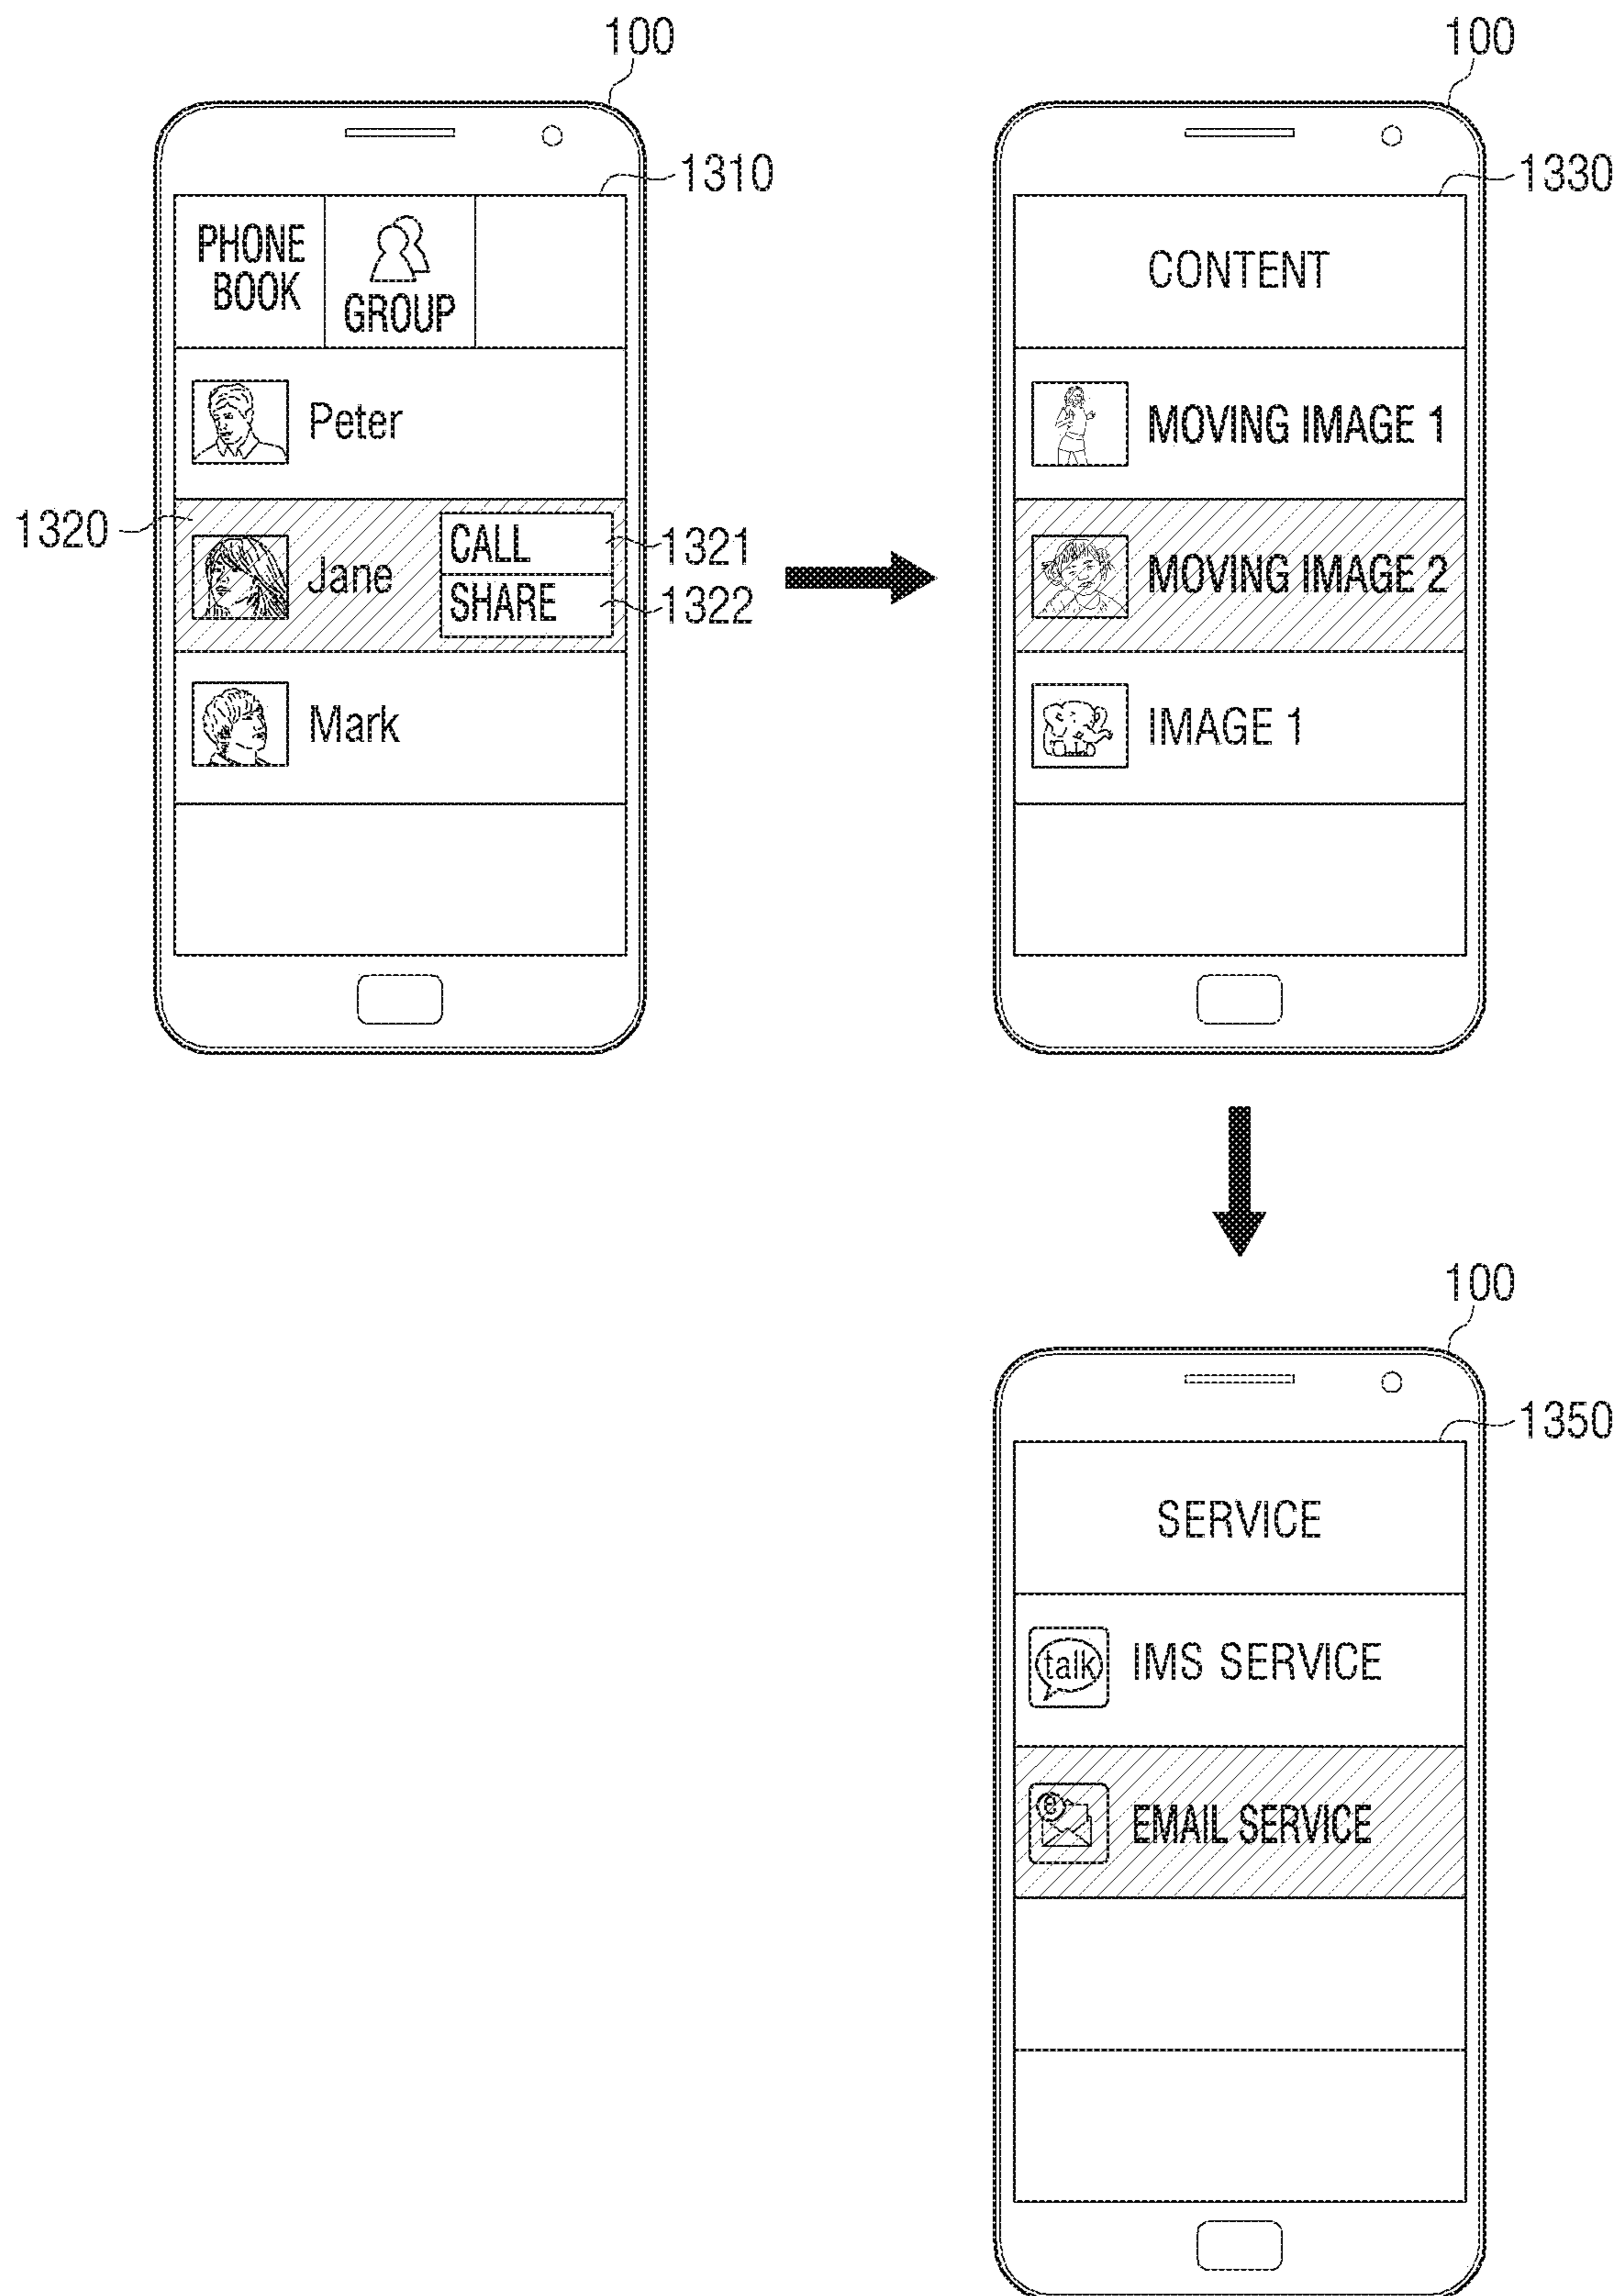 100
1310
PHONE
BOOK
GROUP
Peter
1320
Jane
CALL
1321
SHARE
1322
Mark
100
1330
CONTENT
MOVING IMAGE 1
MOVING IMAGE 2
IMAGE 1
100
1350
SERVICE
talk
IMS SERVICE
e
EMAIL SERVICE